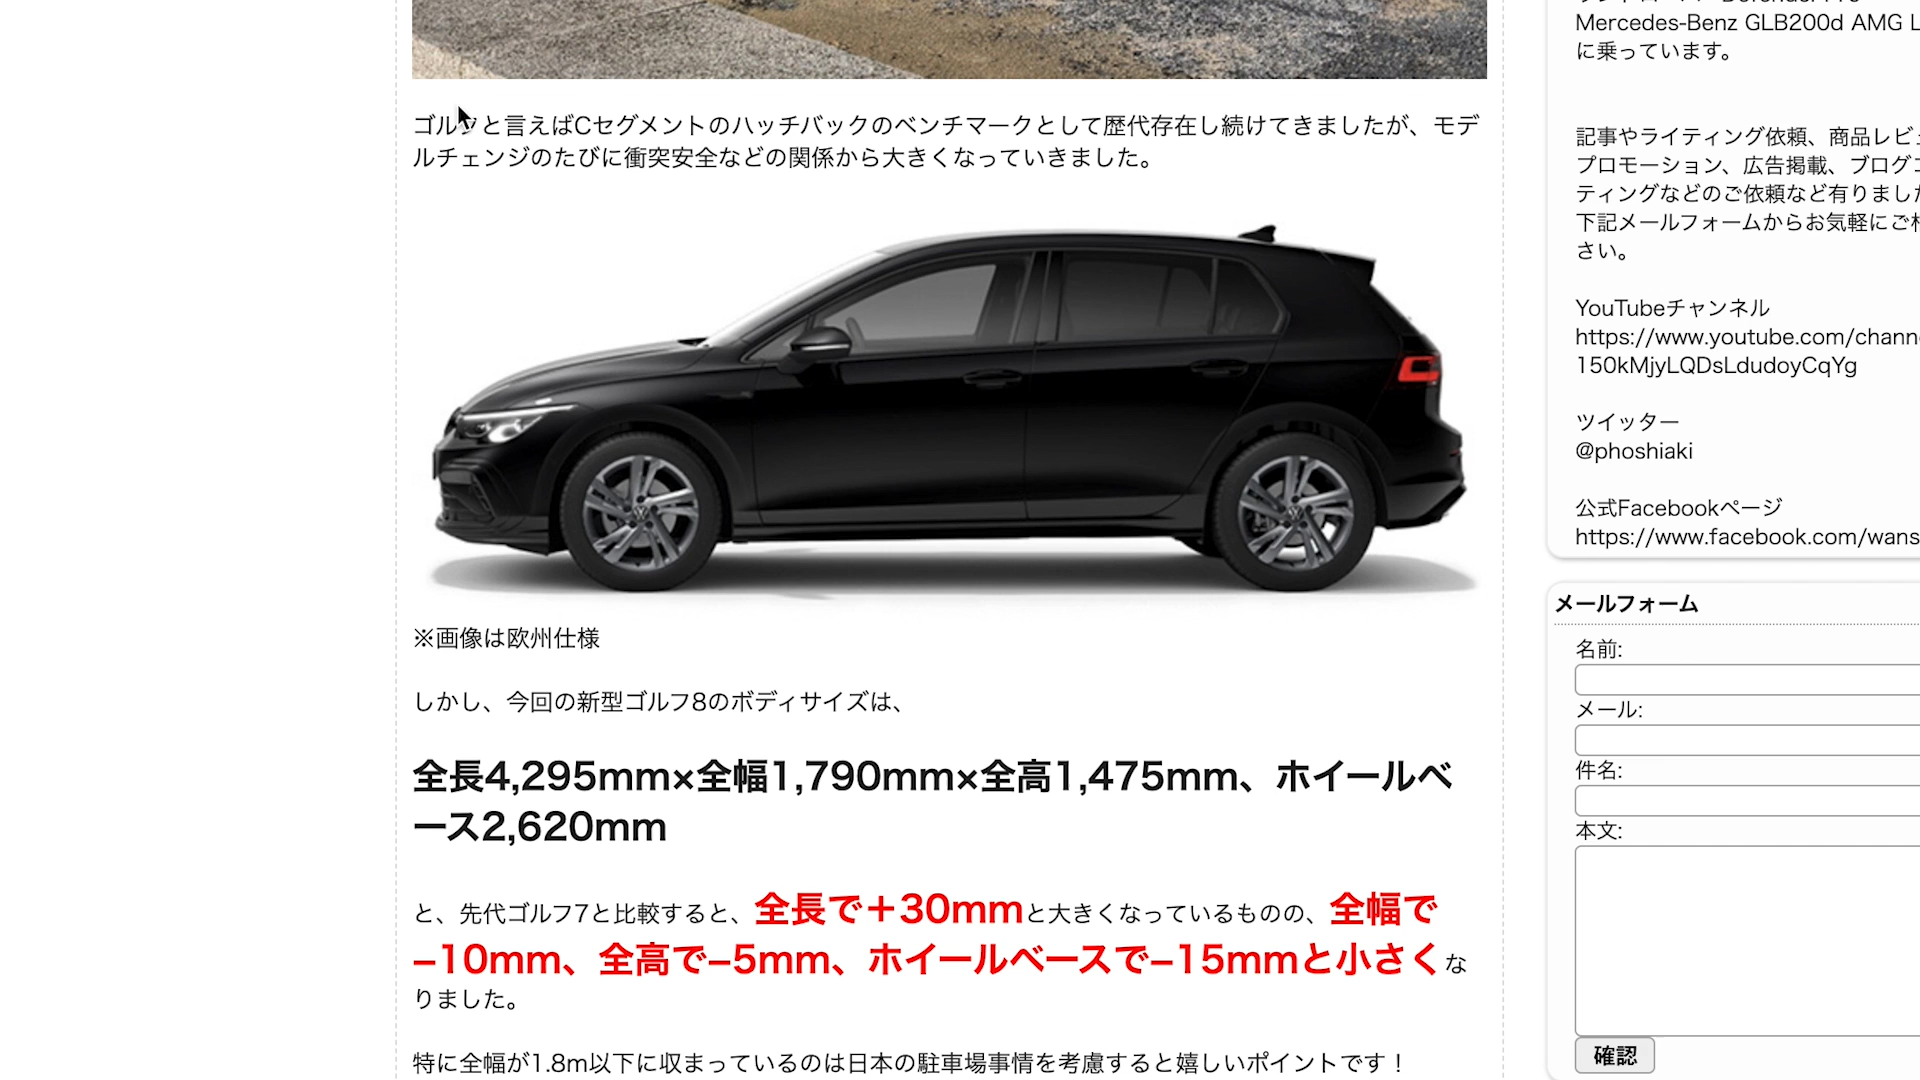 ゴルフと言えばCセグメントのハッチバックのベンチマークとして歴代存在し続けてきましたが、モデ
ルチェンジのたびに衝突安全などの関係から大きくなっていきました。
※画像は欧州仕様
しかし、今回の新型ゴルフ8のボディサイズは、
全長4,295mm×全幅1,790mm×全高1,475mm、ホイールベ
ース2,620mm
と、先代ゴルフ7と比較すると、全長で＋30mmと大きくなっているものの、全幅で
−10mm、全高で−5mm、ホイールベースで−15mmと小さくな
りました。
特に全幅が1.8m以下に収まっているのは日本の駐車場事情を考慮すると嬉しいポイントです！
Mercedes-Benz GLB200d AMG L
に乗っています。
記事やライティング依頼、商品レビュ
プロモーション、広告掲載、ブログエ
ティングなどのご依頼など有りました
下記メールフォームからお気軽にご相
さい。
YouTubeチャンネル
https://www.youtube.com/chann
150kMjyLQDsLdudoyCqYg
ツイッター
@phoshiaki
公式Facebookページ
https://www.facebook.com/wans
メールフォーム
名前:
メール:
件名:
本文:
確認